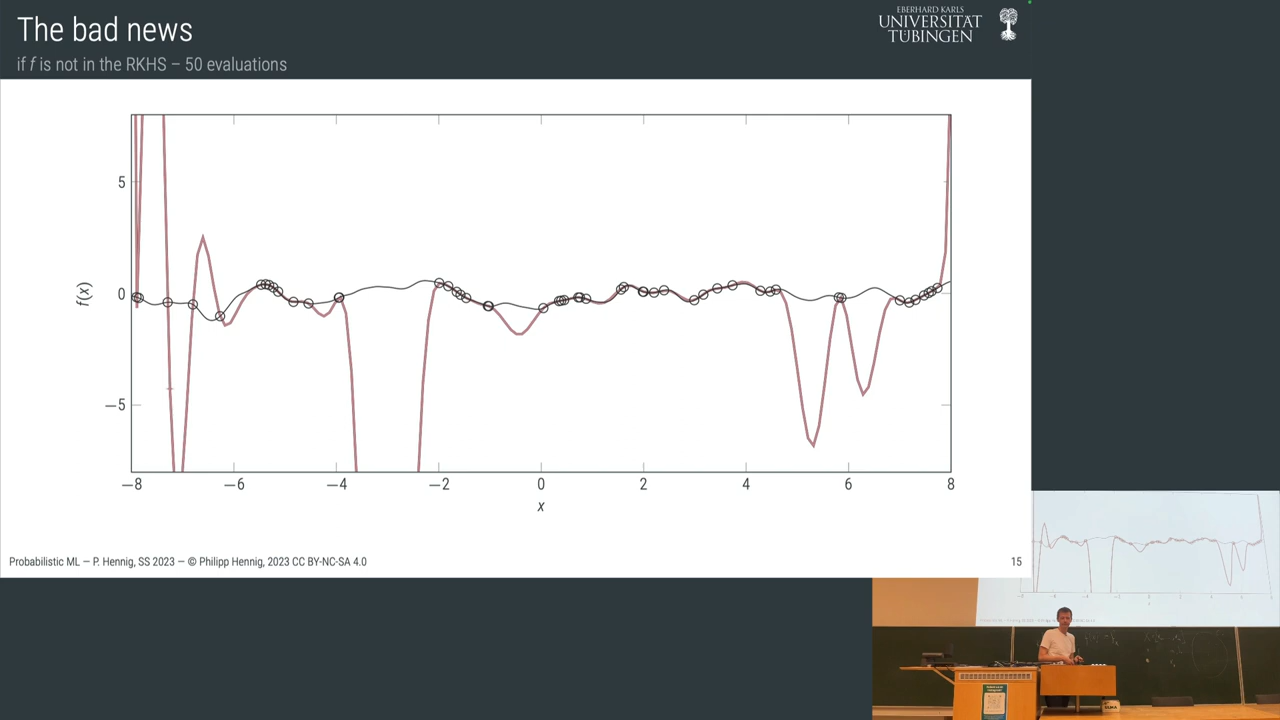 The bad news
if f is not in the RKHS – 50 evaluations
EBERHARD KARLS
UNIVERSITÄT
TÜBINGEN
f(x)
5
0
−5
−8 −6 −4 −2 0 2 4 6 8
x
Probabilistic ML — P. Hennig, SS 2023 — © Philipp Hennig, 2023 CC BY-NC-SA 4.0
15